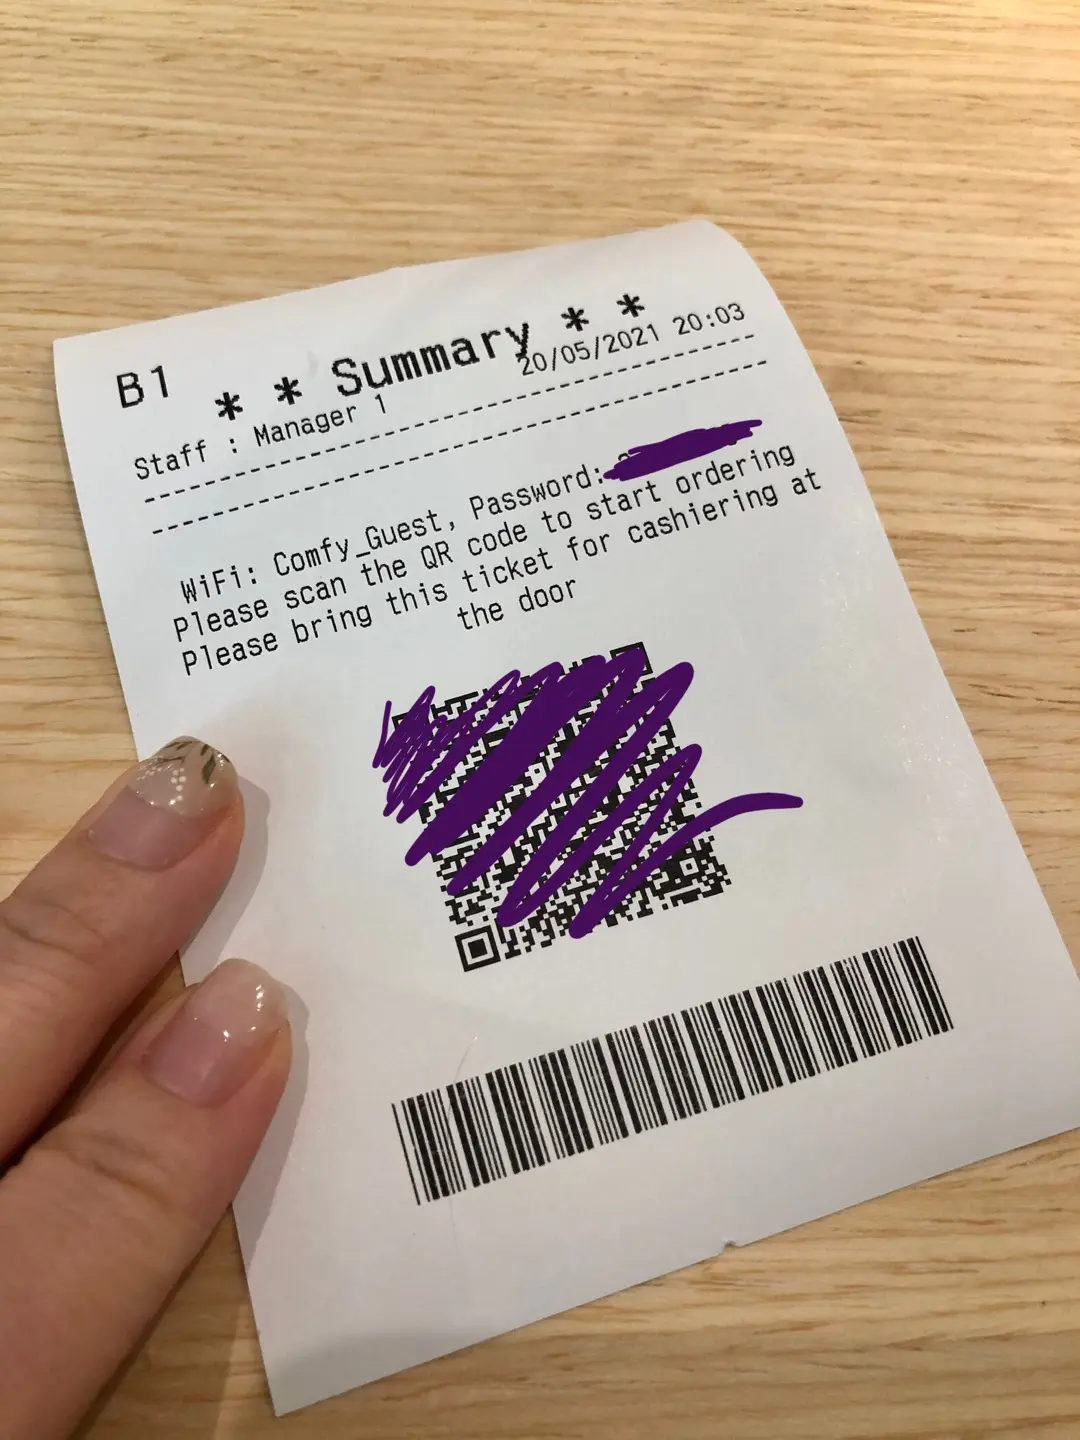 B1
* * Summary * *
Staff : Manager 1
20/05/2021 20:03
WiFi: Comfy_Guest, Password:
Please scan the QR code to start ordering
Please bring this ticket for cashiering at
the door